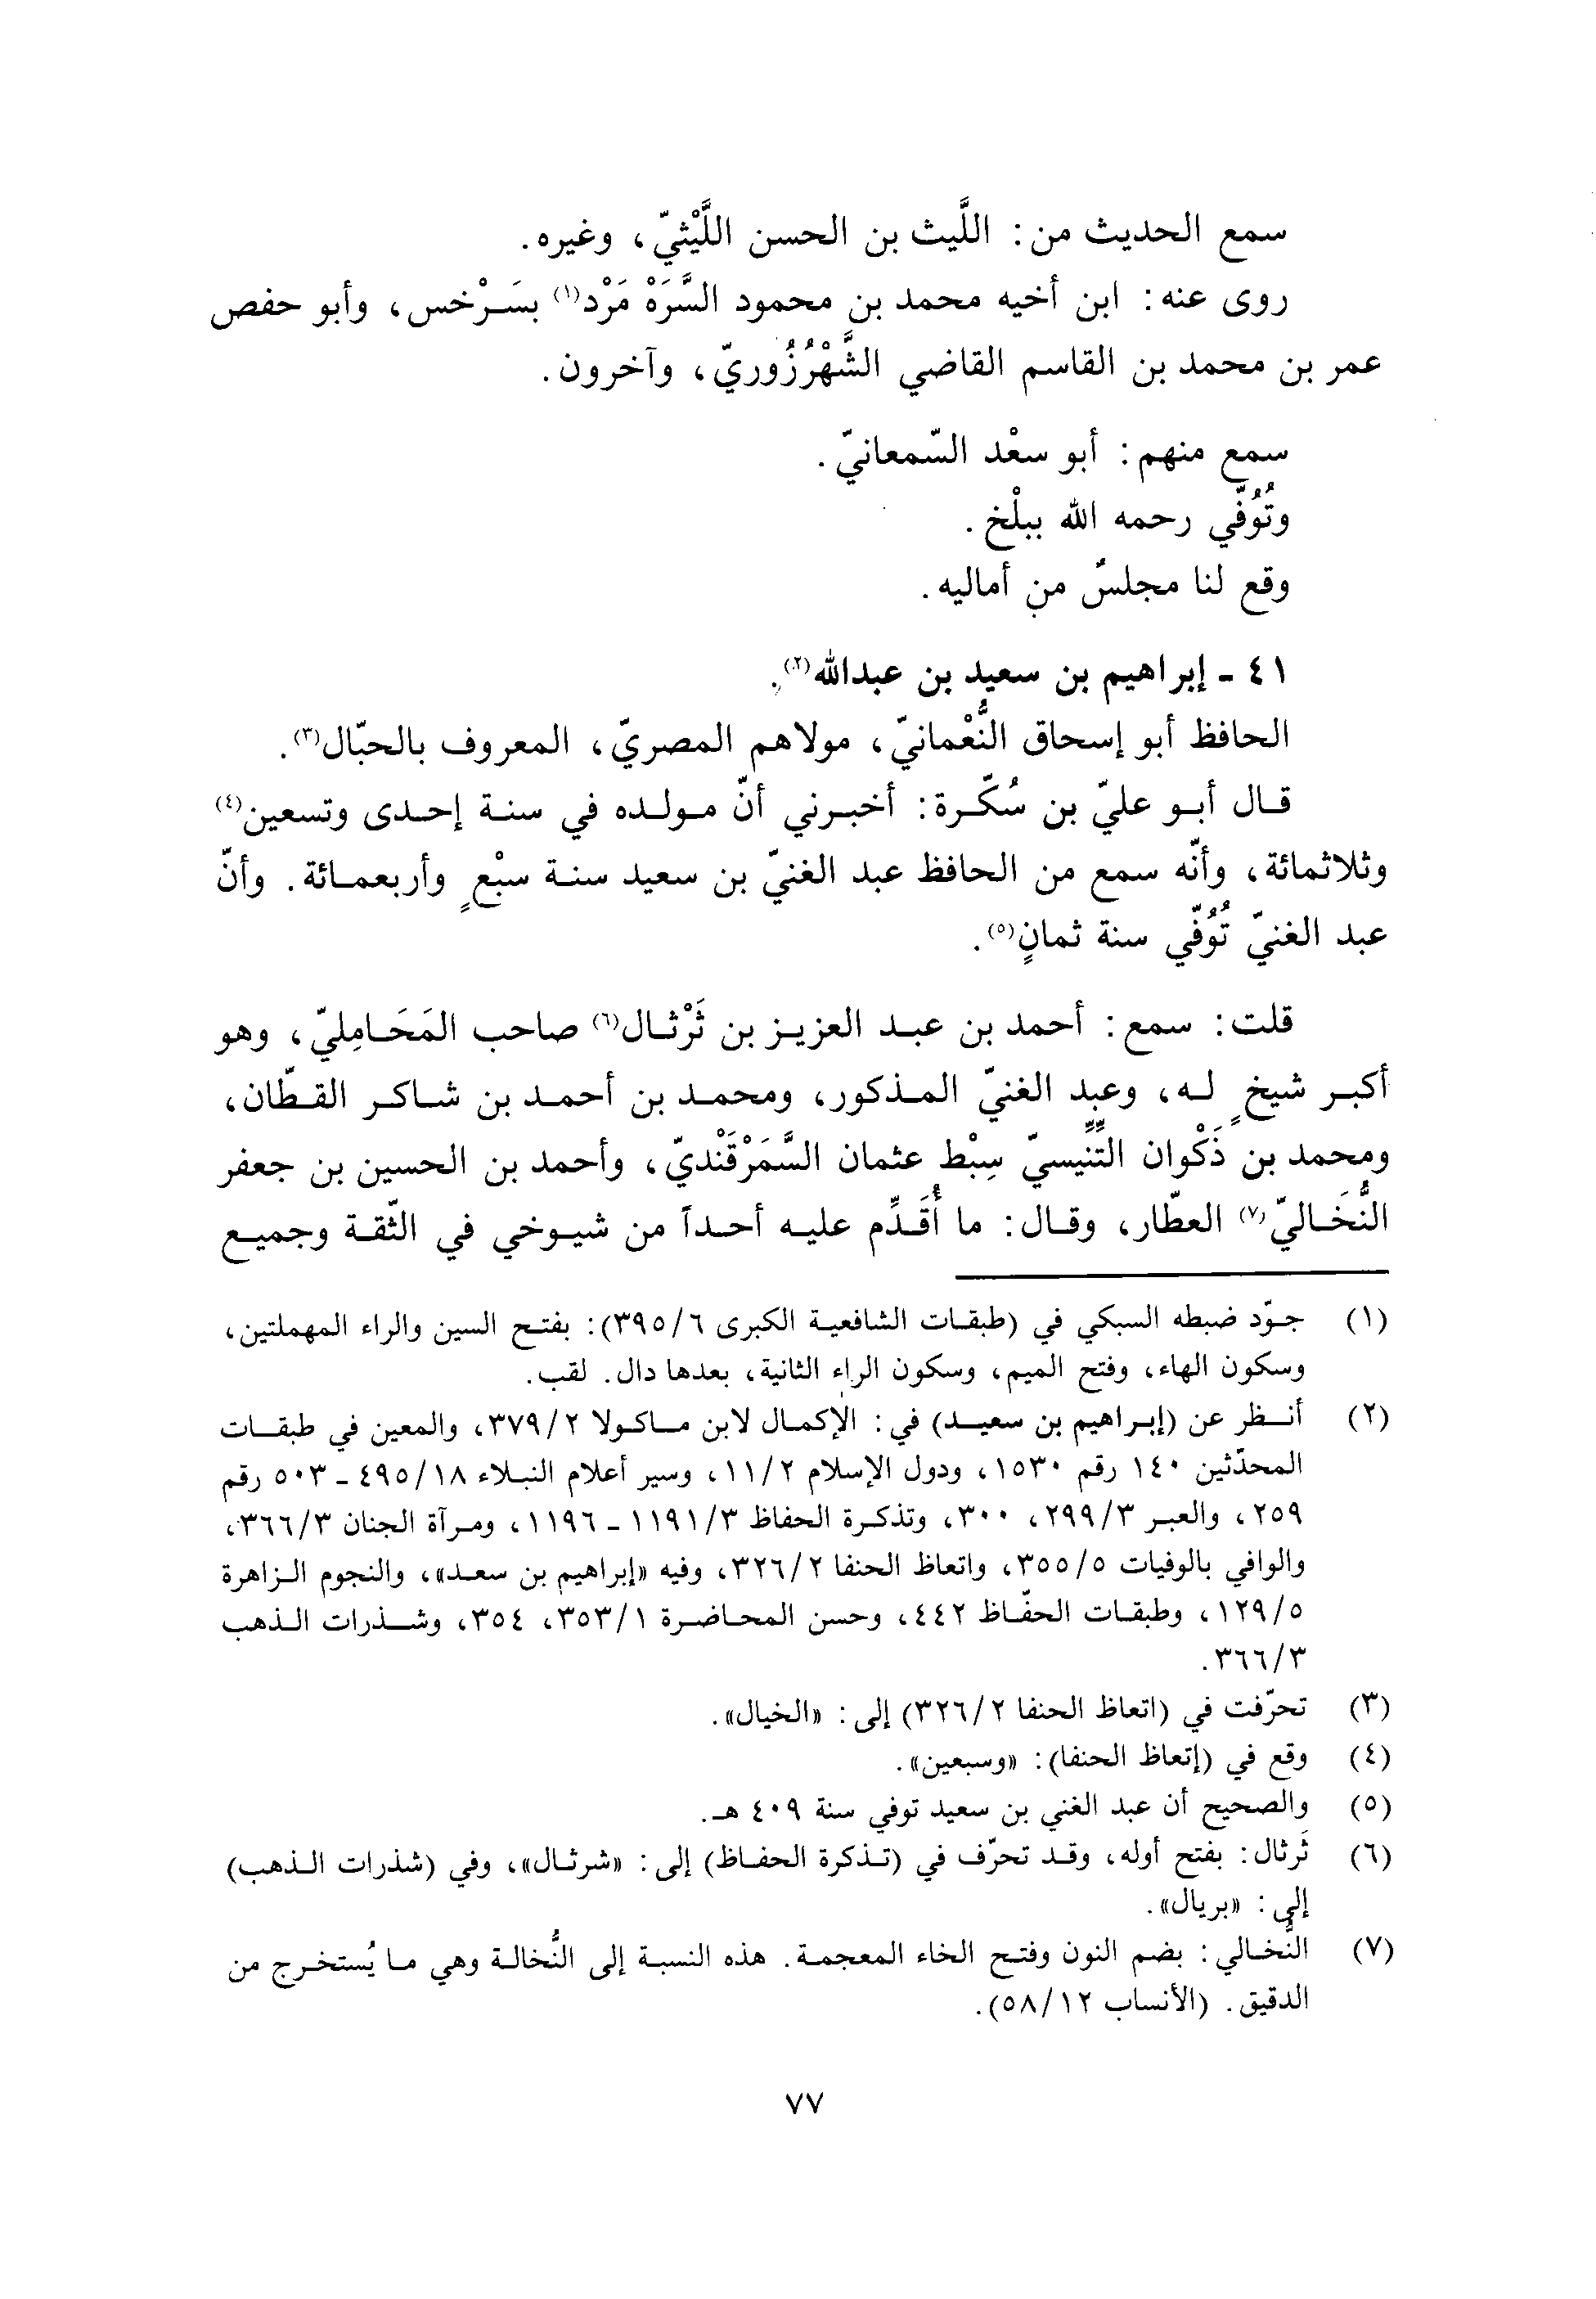 سمع الحديث من: اللَّيث بن الحسن اللَّيْثيّ، وغيره.
روى عنه: ابن أخيه محمد بن محمود السَّرَهْ مَرْد(١) بسَـرْخس، وأبو حفص
عمر بن محمد بن القاسم القاضي الشَّهْرُزُوريّ، وآخرون.
سمع منهم: أبو سعْد السّمعانيّ.
وتُوُفّي رحمه الله ببلْخ.
وقع لنا مجلسٌ من أماليه.
٤١ - إبراهيم بن سعيد بن عبدالله(٢).
الحافظ أبو إسحاق النُّعْمانيّ، مولاهم المصريّ، المعروف بالحبّال(٣).
قال أبو عليّ بن سُكّرة: أخبرني أنّ مولده في سنة إحدى وتسعين(٤)
وثلاثمائة، وأنّه سمع من الحافظ عبد الغنيّ بن سعيد سنة سبْعٍ وأربعمائة. وأنّ
عبد الغنيّ تُوُفّي سنة ثمانٍ(٥).
قلت: سمع: أحمد بن عبد العزيز بن ثَرْثال(٦) صاحب المَحَامِليّ، وهو
أكبر شيخٍ له، وعبد الغنيّ المذكور، ومحمد بن أحمد بن شاكر القطّان،
ومحمد بن ذَكْوان التِّنِّيسيّ سِبْط عثمان السَّمَرْقَنْديّ، وأحمد بن الحسين بن جعفر
النُّخَاليّ(٧) العطّار، وقال: ما أُقَدِّم عليه أحداً من شيوخي في الثّقة وجميع
(١) جوّد ضبطه السبكي في (طبقات الشافعية الكبرى ٣٩٥/٦): بفتح السين والراء المهملتين،
وسكون الهاء، وفتح الميم، وسكون الراء الثانية، بعدها دال. لقب.
(٢) أنظر عن (إبراهيم بن سعيد) في: الإكمال لابن ماكولا ٣٧٩/٢، والمعين في طبقات
المحدّثين ١٤٠ رقم ١٥٣٠، ودول الإسلام ١١/٢، وسير أعلام النبلاء ٤٩٥/١٨ - ٥٠٣ رقم
٢٥٩، والعبر ٢٩٩/٣، ٣٠٠، وتذكرة الحفاظ ١١٩١/٣ - ١١٩٦، ومرآة الجنان ٣٦٦/٣،
والوافي بالوفيات ٣٥٥/٥، واتعاظ الحنفا ٣٢٦/٢، وفيه «إبراهيم بن سعد»، والنجوم الزاهرة
١٢٩/٥، وطبقات الحفّاظ ٤٤٢، وحسن المحاضرة ٣٥٣/١، ٣٥٤، وشذرات الذهب
٣٦٦/٣.
(٣) تحرّفت في (اتعاظ الحنفا ٣٢٦/٢) إلى: «الخيال».
(٤) وقع في (إتعاظ الحنفا): «وسبعين».
(٥) والصحيح أن عبد الغني بن سعيد توفي سنة ٤٠٩ هـ.
(٦) ثَرثال: بفتح أوله، وقد تحرّف في (تذكرة الحفاظ) إلى: «شرثال»، وفي (شذرات الذهب)
إلى: «بريال».
(٧) النُّخالي: بضم النون وفتح الخاء المعجمة. هذه النسبة إلى النُّخالة وهي ما يُستخرج من
الدقيق. (الأنساب ٥٨/١٢).
٧٧